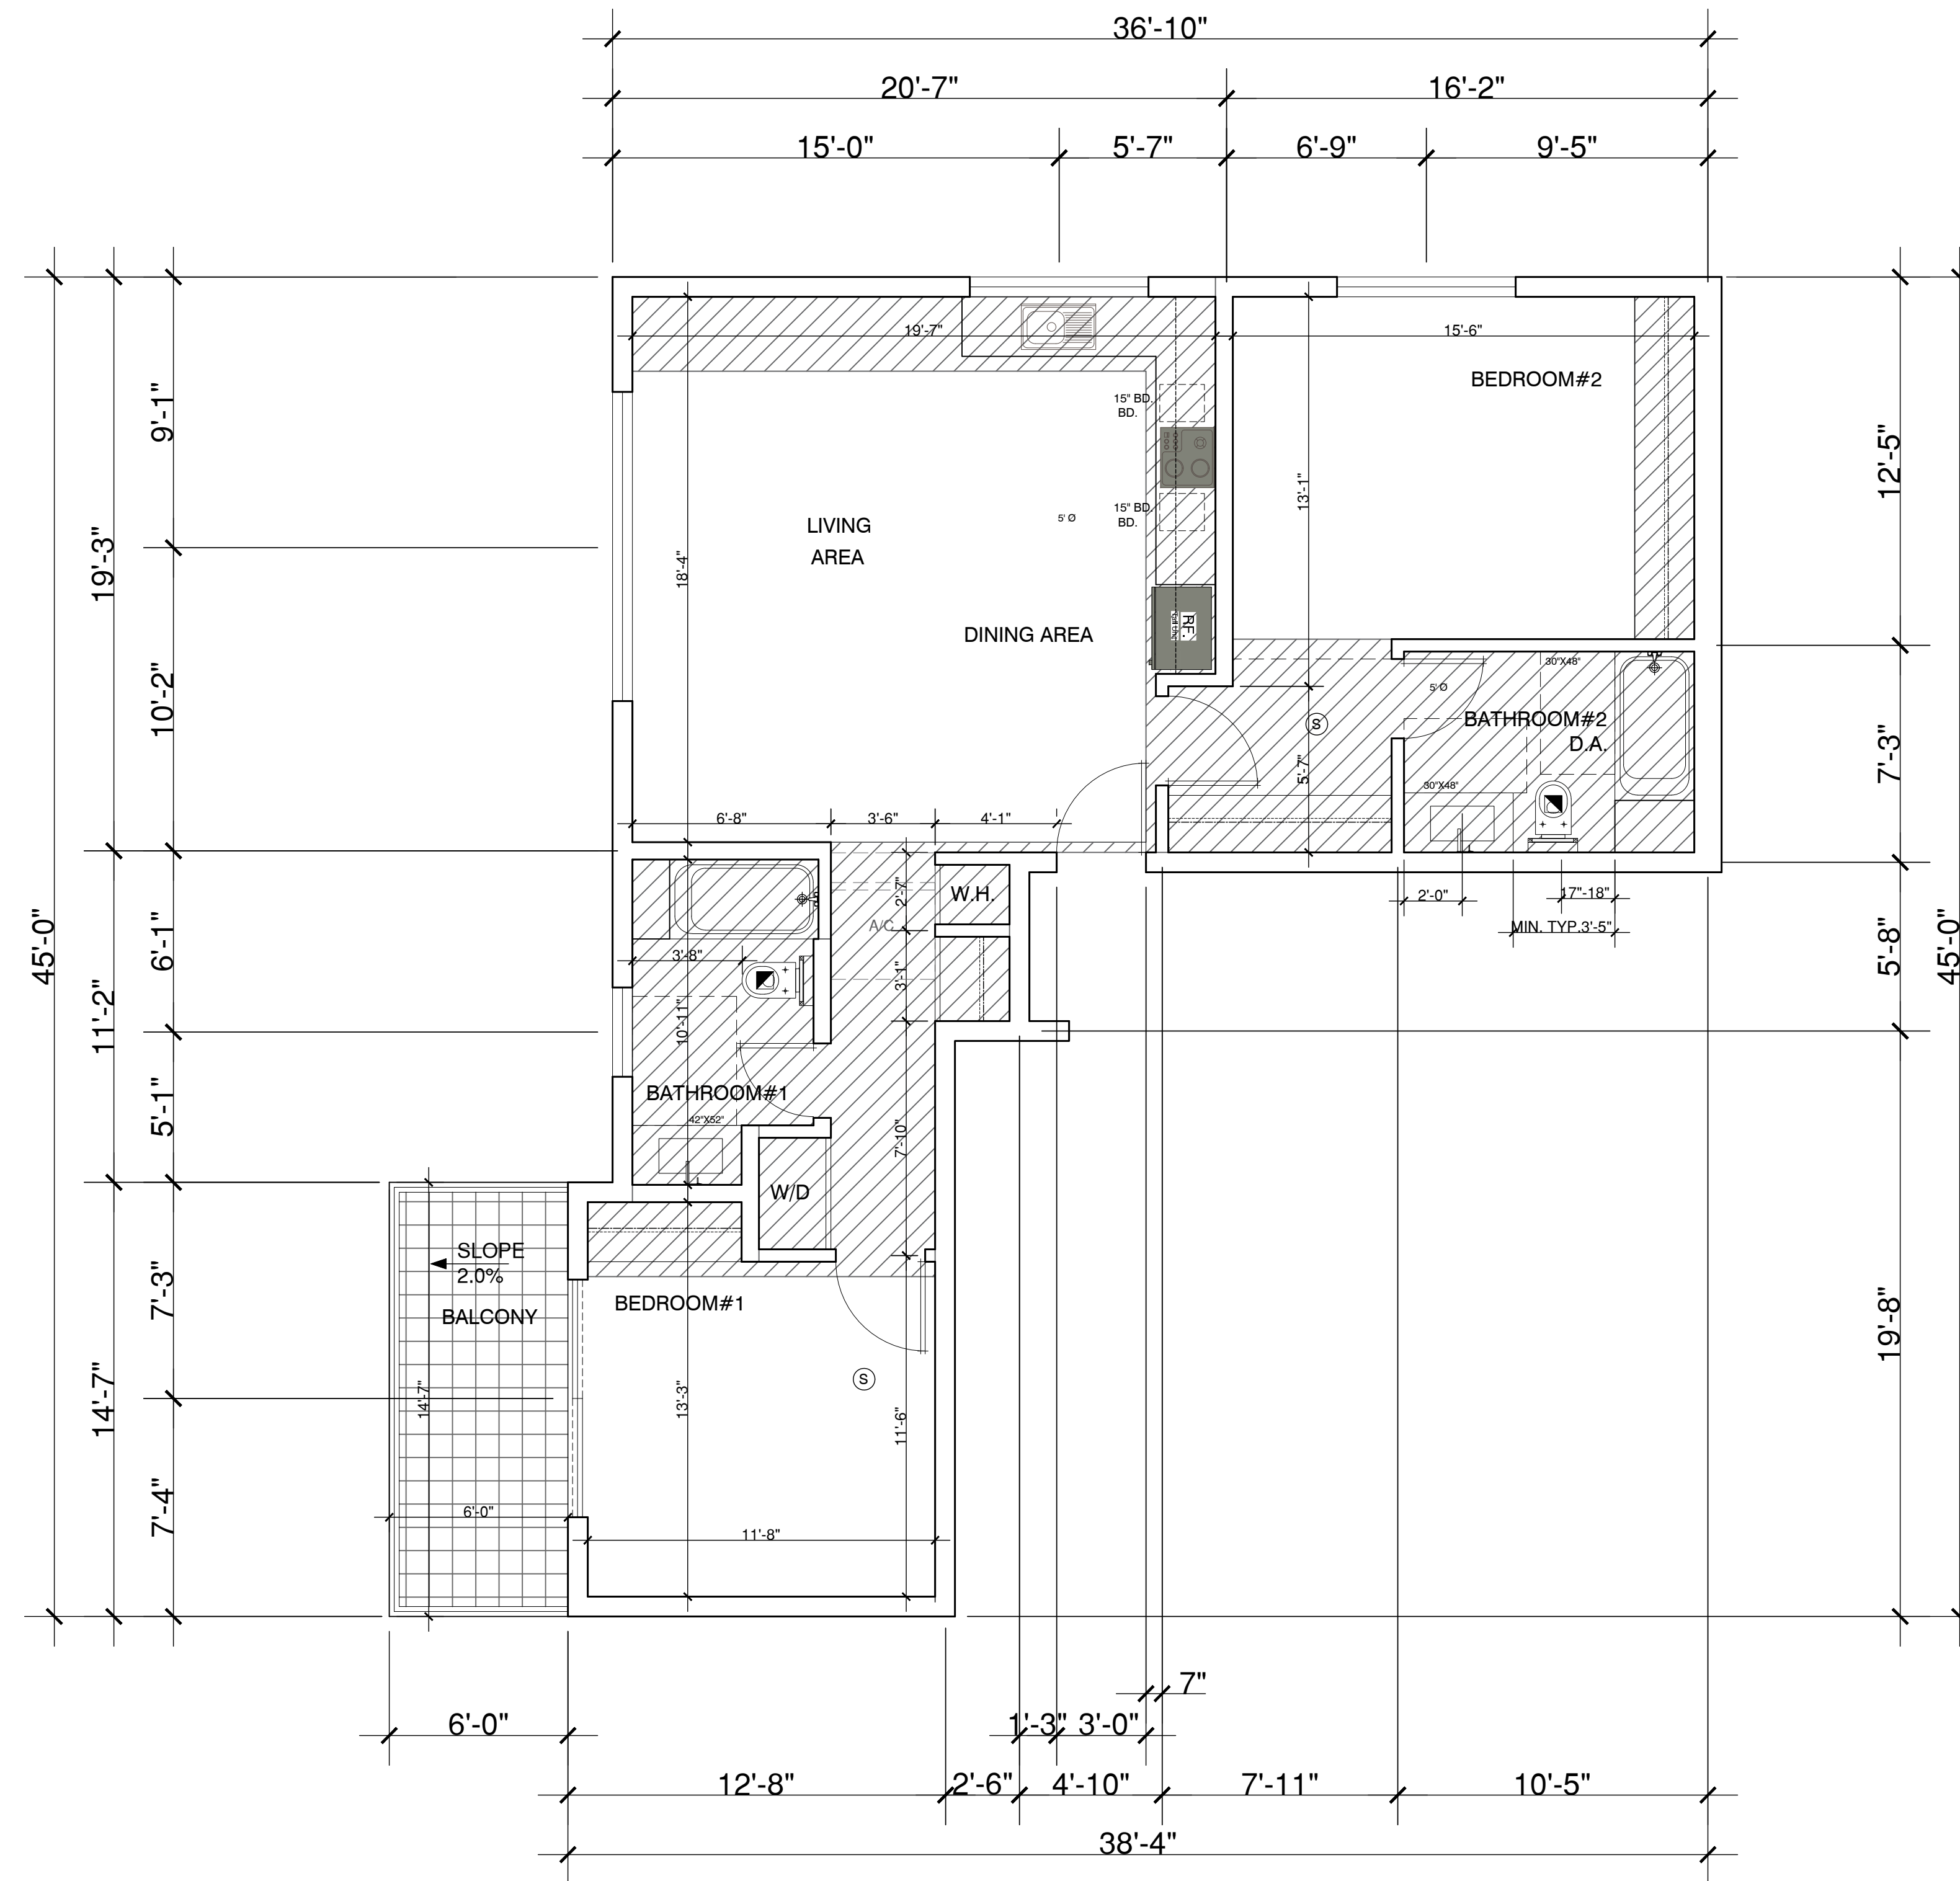 36'-10"
20'-7" 16'-2"
15'-0" 5'-7" 6'-9" 9'-5"
19'-7" 15'-6"
BEDROOM#2
15" BD.
BD.
9'-1"
12'-5"
13'-1"
LIVING
AREA
5' Ø
15" BD.
BD.
19'-3"
18'-4"
DINING AREA
RF.
30"X48"
5' Ø
10'-2"
S
BATHROOM#2
D.A.
7'-3"
5'-7"
30"X48"
6'-8" 3'-6" 4'-1"
2'-7"
W.H.
2'-0" 17"-18"
A/C
MIN. TYP.3'-5"
45'-0"
6'-1"
5'-8"
45'-0"
3'-8"
3'-1"
11'-2"
10'-11"
BATHROOM#1
5'-1"
42"X52"
7'-10"
L
L
W/D
SLOPE
2.0%
7'-3"
BALCONY
BEDROOM#1
19'-8"
S
14'-7"
14'-7"
13'-3"
11'-6"
7'-4"
6'-0"
11'-8"
7"
6'-0" 1'-3" 3'-0"
12'-8" 2'-6" 4'-10" 7'-11" 10'-5"
38'-4"